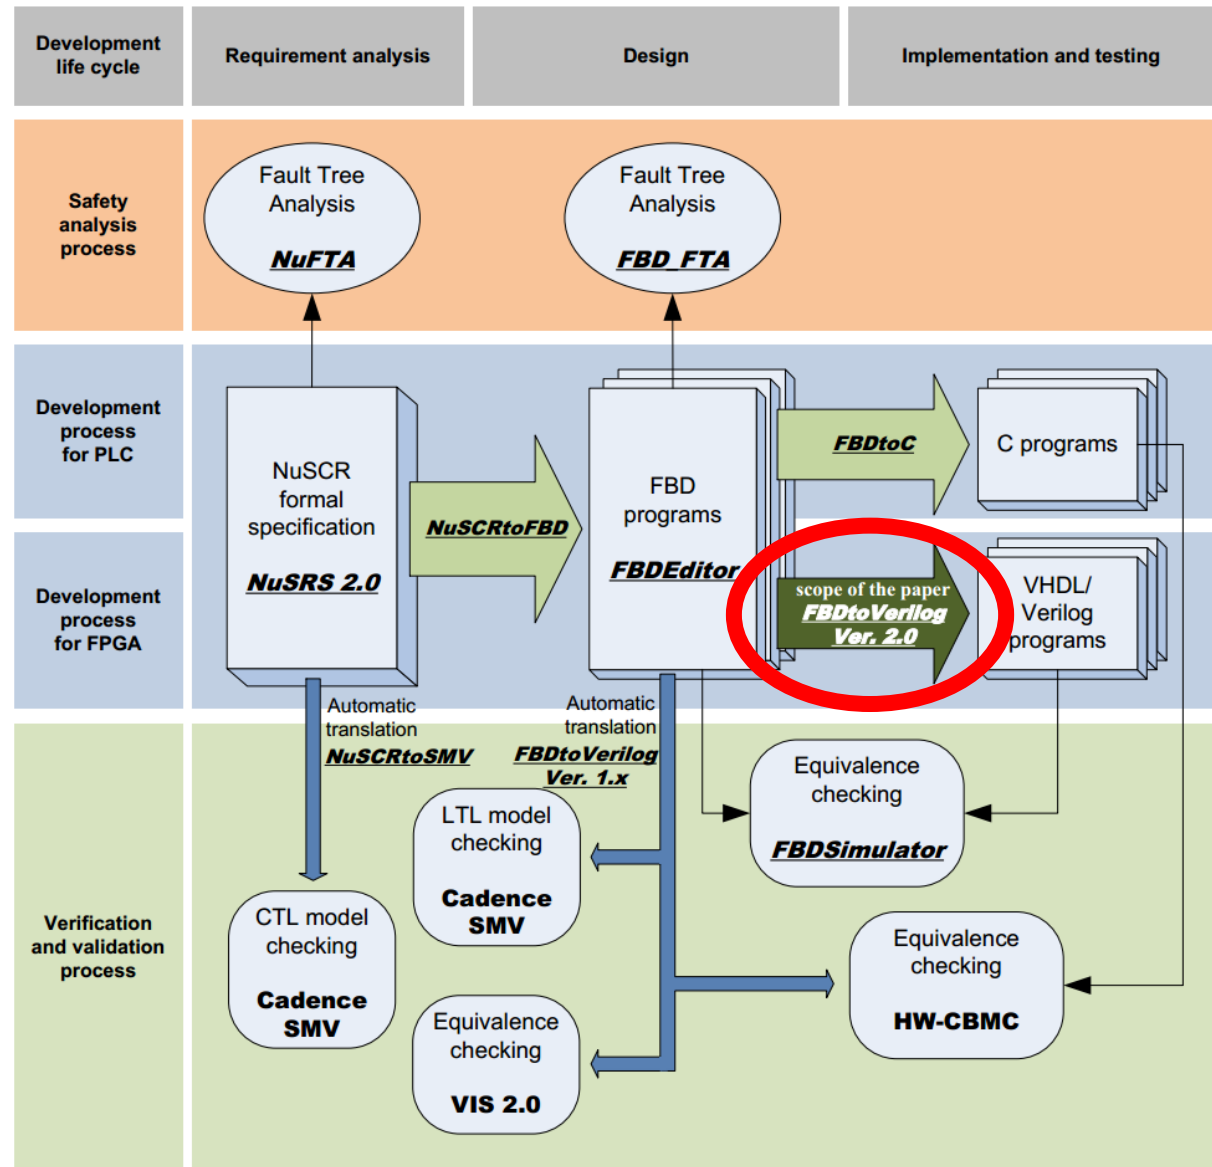 Development
life cycle
Requirement analysis
Design
Implementation and testing
Safety
analysis
process
Fault Tree
Analysis
NuFTA
Fault Tree
Analysis
FBD_FTA
Development
process
for PLC
Development
process
for FPGA
NuSCR
formal
specification
NuSRS 2.0
NuSCRtoFBD
FBD
programs
FBDEditor
FBDtoC
C programs
scope of the paper
FBDtoVerilog
Ver. 2.0
VHDL/
Verilog
programs
Automatic
translation
NuSCRtoSMV
Automatic
translation
FBDtoVerilog
Ver. 1.x
Verification
and validation
process
CTL model
checking
Cadence
SMV
LTL model
checking
Cadence
SMV
Equivalence
checking
VIS 2.0
Equivalence
checking
FBDSimulator
Equivalence
checking
HW-CBMC